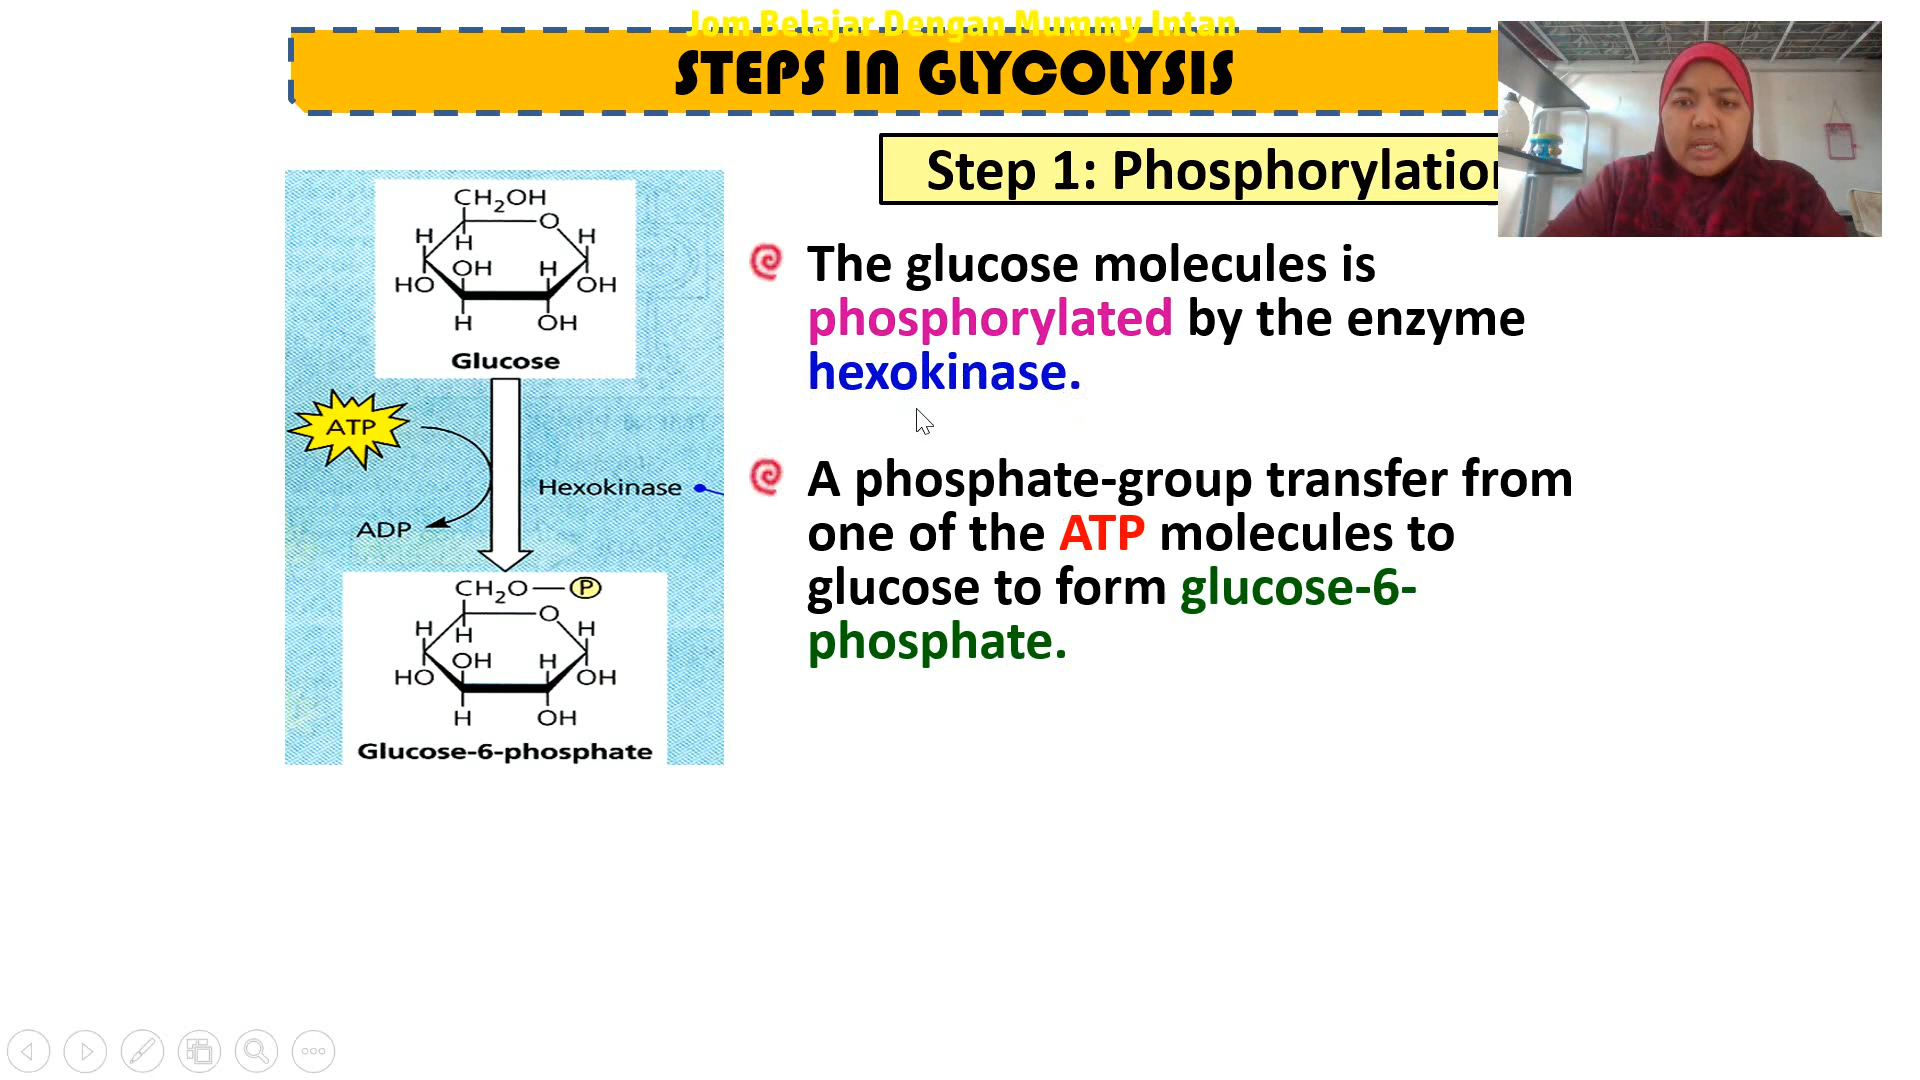 Jom Belajar Dengan Mummy Intan
STEPS IN GLYCOLYSIS
Step 1: Phosphorylation
CH2OH
O
H
H
H
OH
H
HO
OH
H
OH
Glucose
ATP
Hexokinase
ADP
CH2O—P
O
H
H
H
OH
H
HO
OH
H
OH
Glucose-6-phosphate
The glucose molecules is
phosphorylated by the enzyme
hexokinase.
A phosphate-group transfer from
one of the ATP molecules to
glucose to form glucose-6-
phosphate.